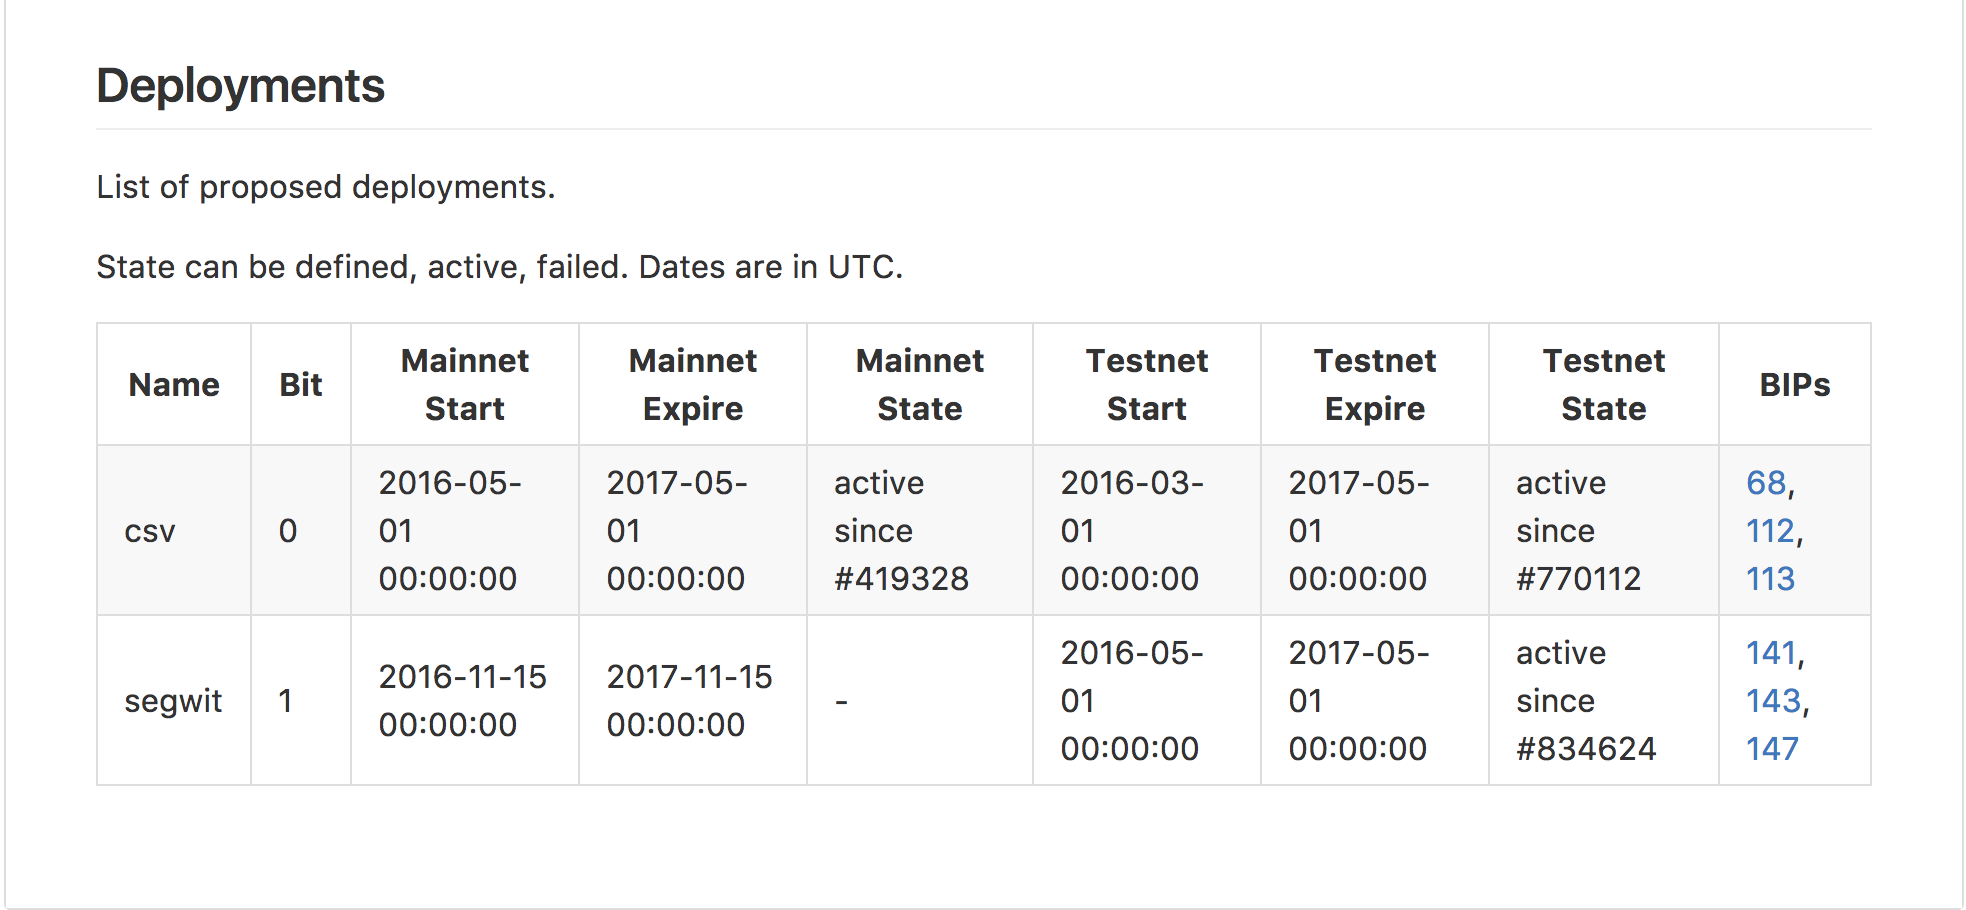 Deployments
List of proposed deployments.
State can be defined, active, failed. Dates are in UTC.
Name Bit Mainnet Start Mainnet Expire Mainnet State Testnet Start Testnet Expire Testnet State BIPs
csv 0 2016-05-01 00:00:00 2017-05-01 00:00:00 active since #419328 2016-03-01 00:00:00 2017-05-01 00:00:00 active since #770112 68, 112, 113
segwit 1 2016-11-15 00:00:00 2017-11-15 00:00:00 - 2016-05-01 00:00:00 2017-05-01 00:00:00 active since #834624 141, 143, 147